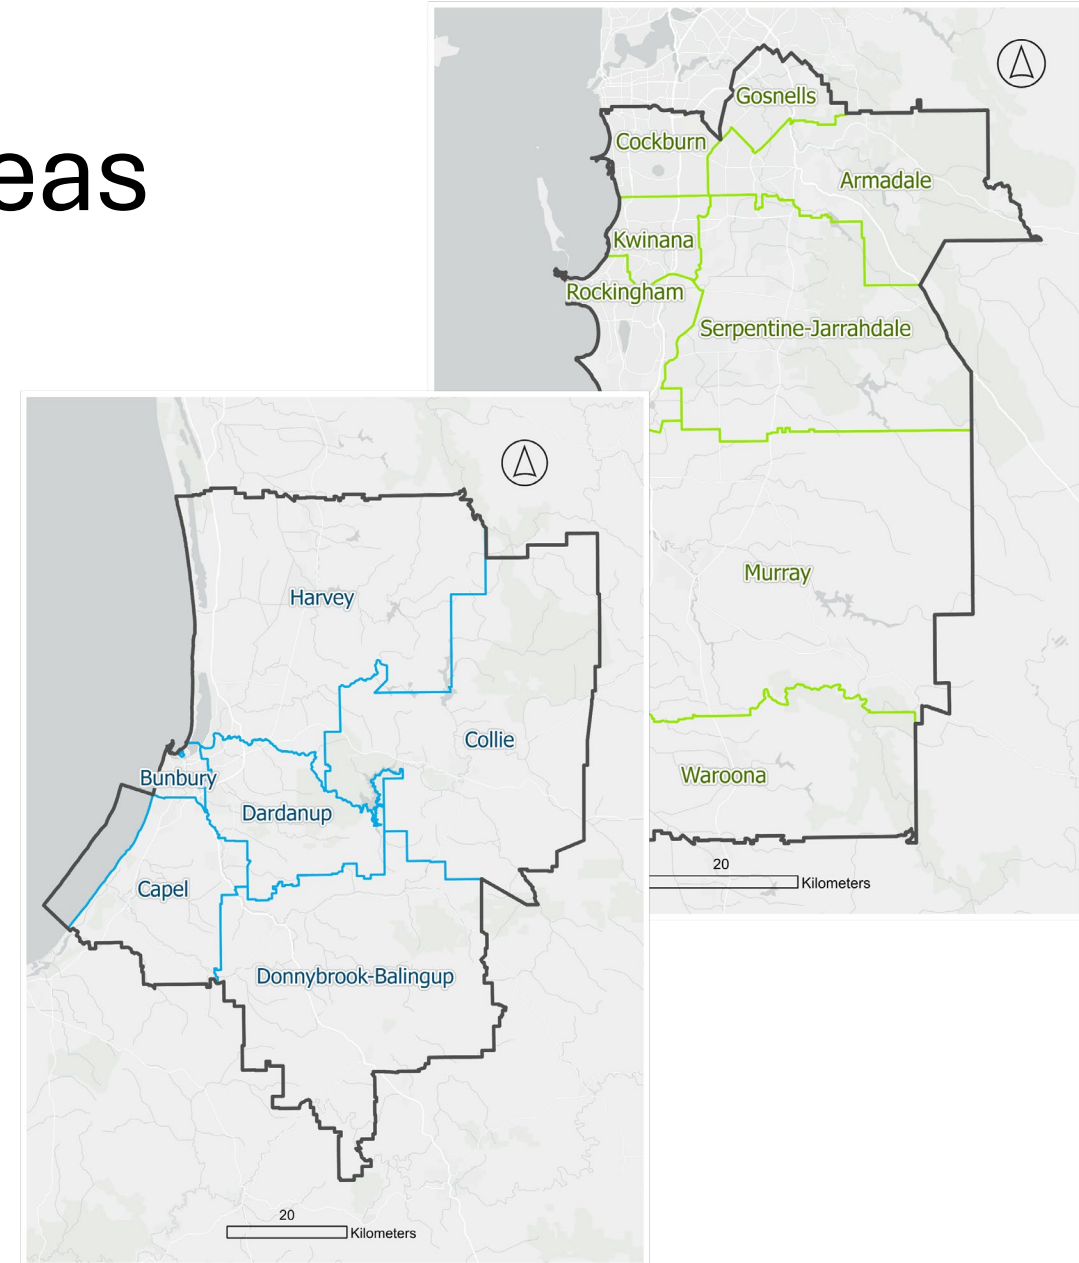 eas
Gosnells
Cockburn
Armadale
Kwinana
Rockingham
Serpentine-Jarrahdale
Murray
Waroona
20
Kilometers
Harvey
Collie
Bunbury
Dardanup
Capel
Donnybrook-Balingup
20
Kilometers